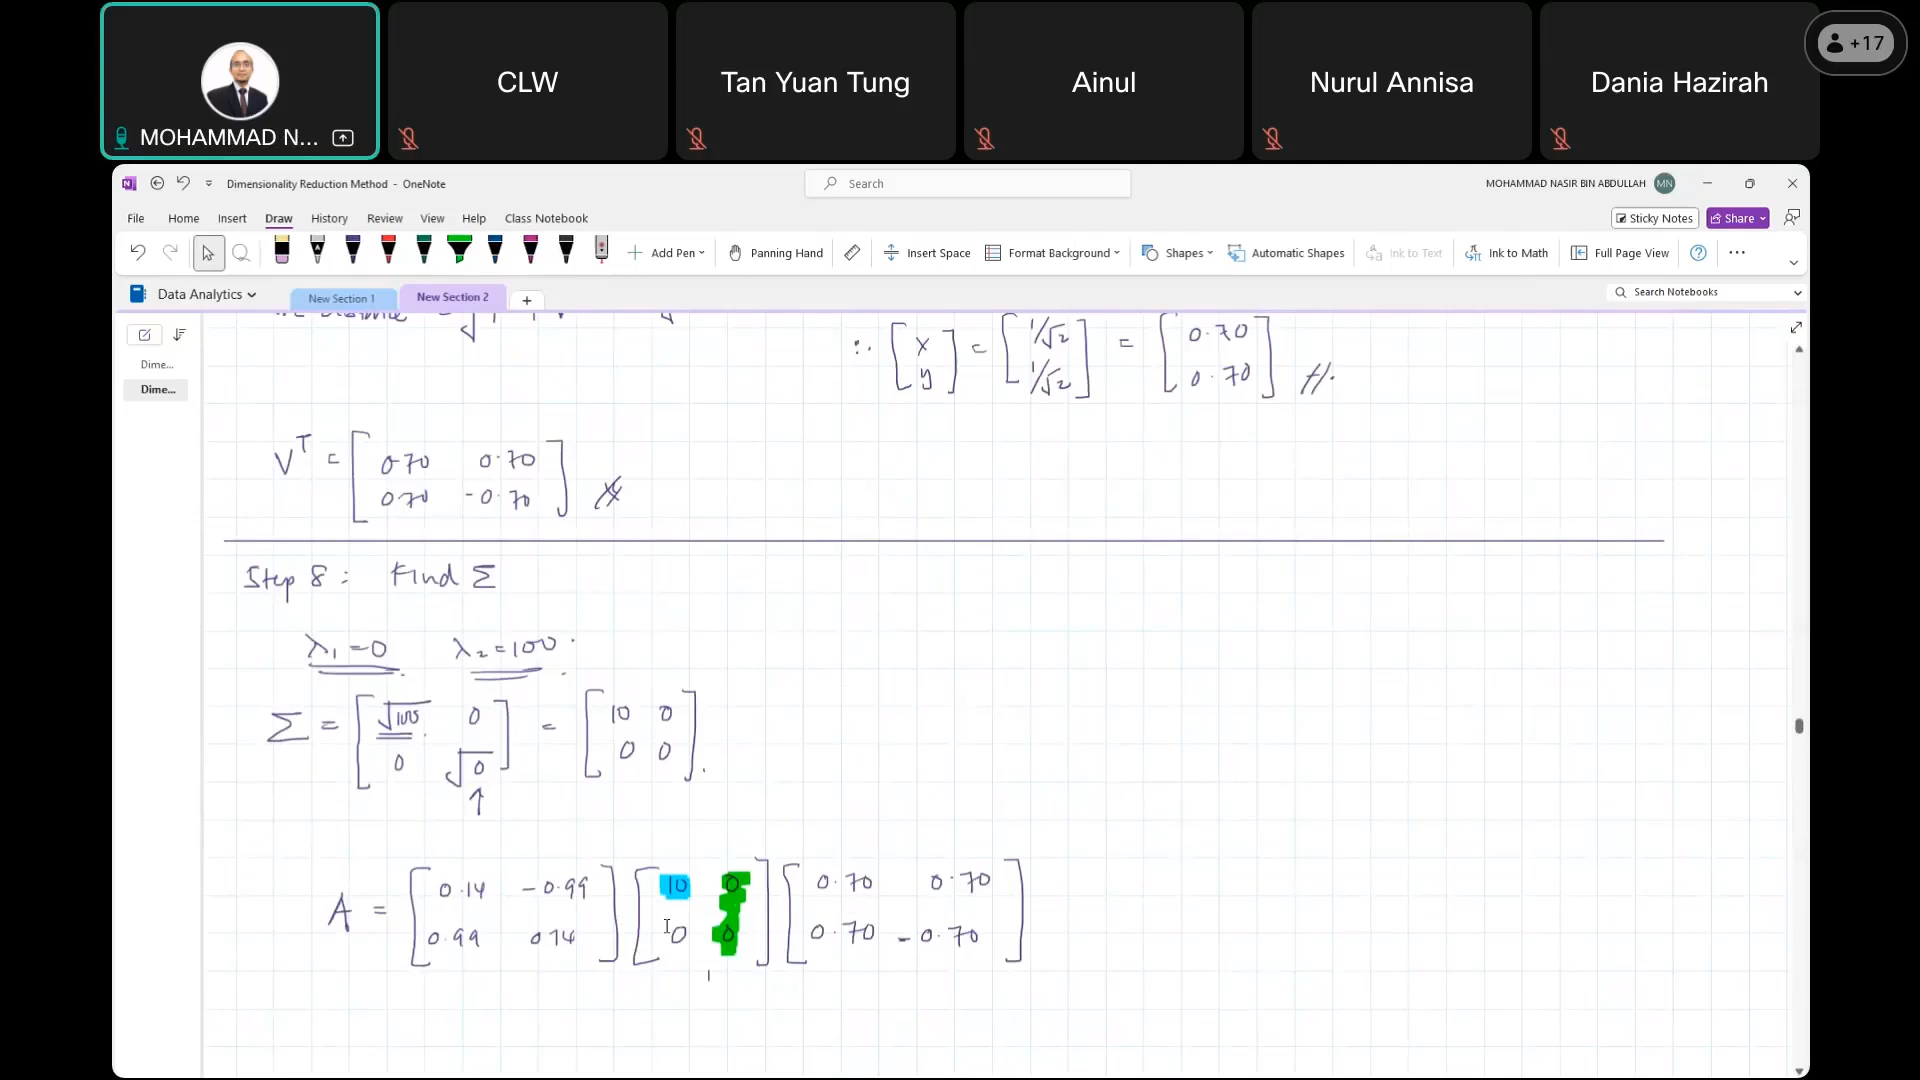 +17
CLW
Tan Yuan Tung
Ainul
Nurul Annisa
Dania Hazirah
MOHAMMAD N...
Dimensionality Reduction Method - OneNote
Search
MOHAMMAD NASIR BIN ABDULLAH
MN
File Home Insert Draw History Review View Help Class Notebook
Sticky Notes
Share
Add Pen
Panning Hand
Insert Space
Format Background
Shapes
Automatic Shapes
Ink to Text
Ink to Math
Full Page View
Data Analytics
New Section 1
New Section 2
+
Search Notebooks
Dime...
Dime...
∴ [x y] = [1/√2 1/√2] = [0.70 0.70] //.
V^T = [0.70 0.70
0.70 -0.70]
Step 8 : Find Σ
λ₁=0 λ₂=100
Σ = [√100 0
0 √0] = [10 0
0 0].
A = [0.14 -0.99 [10 0 [0.70 0.70
0.99 0.14] 0 0] 0.70 -0.70]